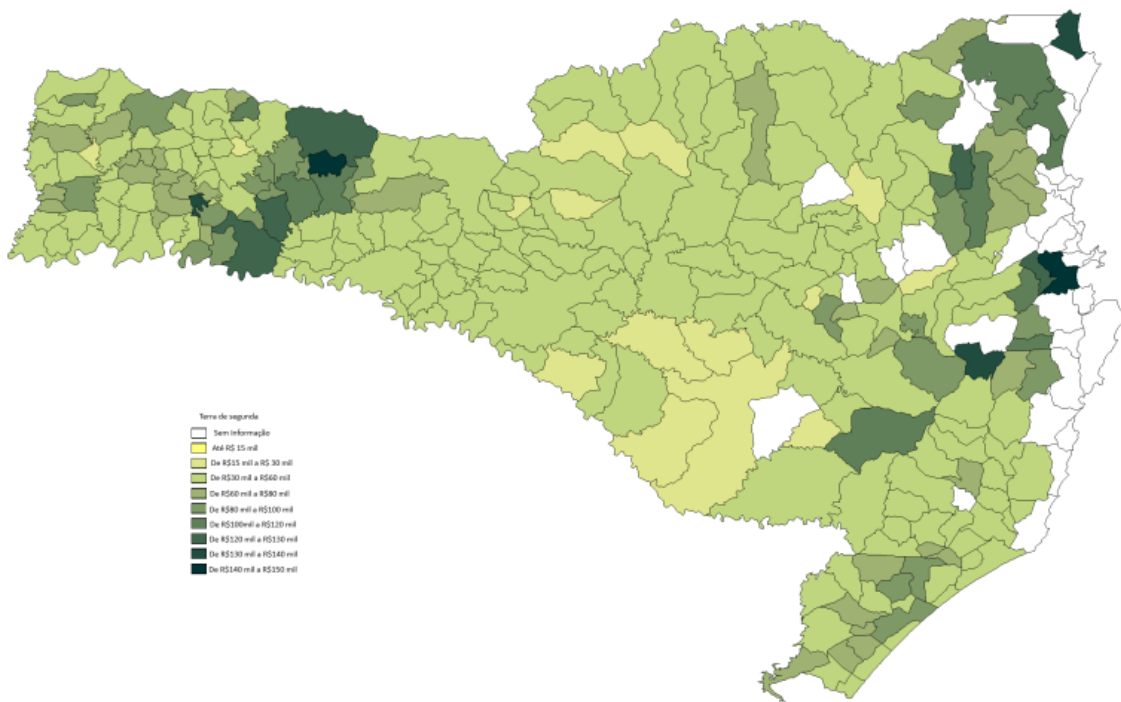 Terra de segunda
Sem Informação
Até R$ 15 mil
De R$15 mil a R$ 30 mil
De R$30 mil a R$60 mil
De R$60 mil a R$80 mil
De R$80 mil a R$100 mil
De R$100mil a R$120 mil
De R$120 mil a R$130 mil
De R$130 mil a R$140 mil
De R$140 mil a R$150 mil